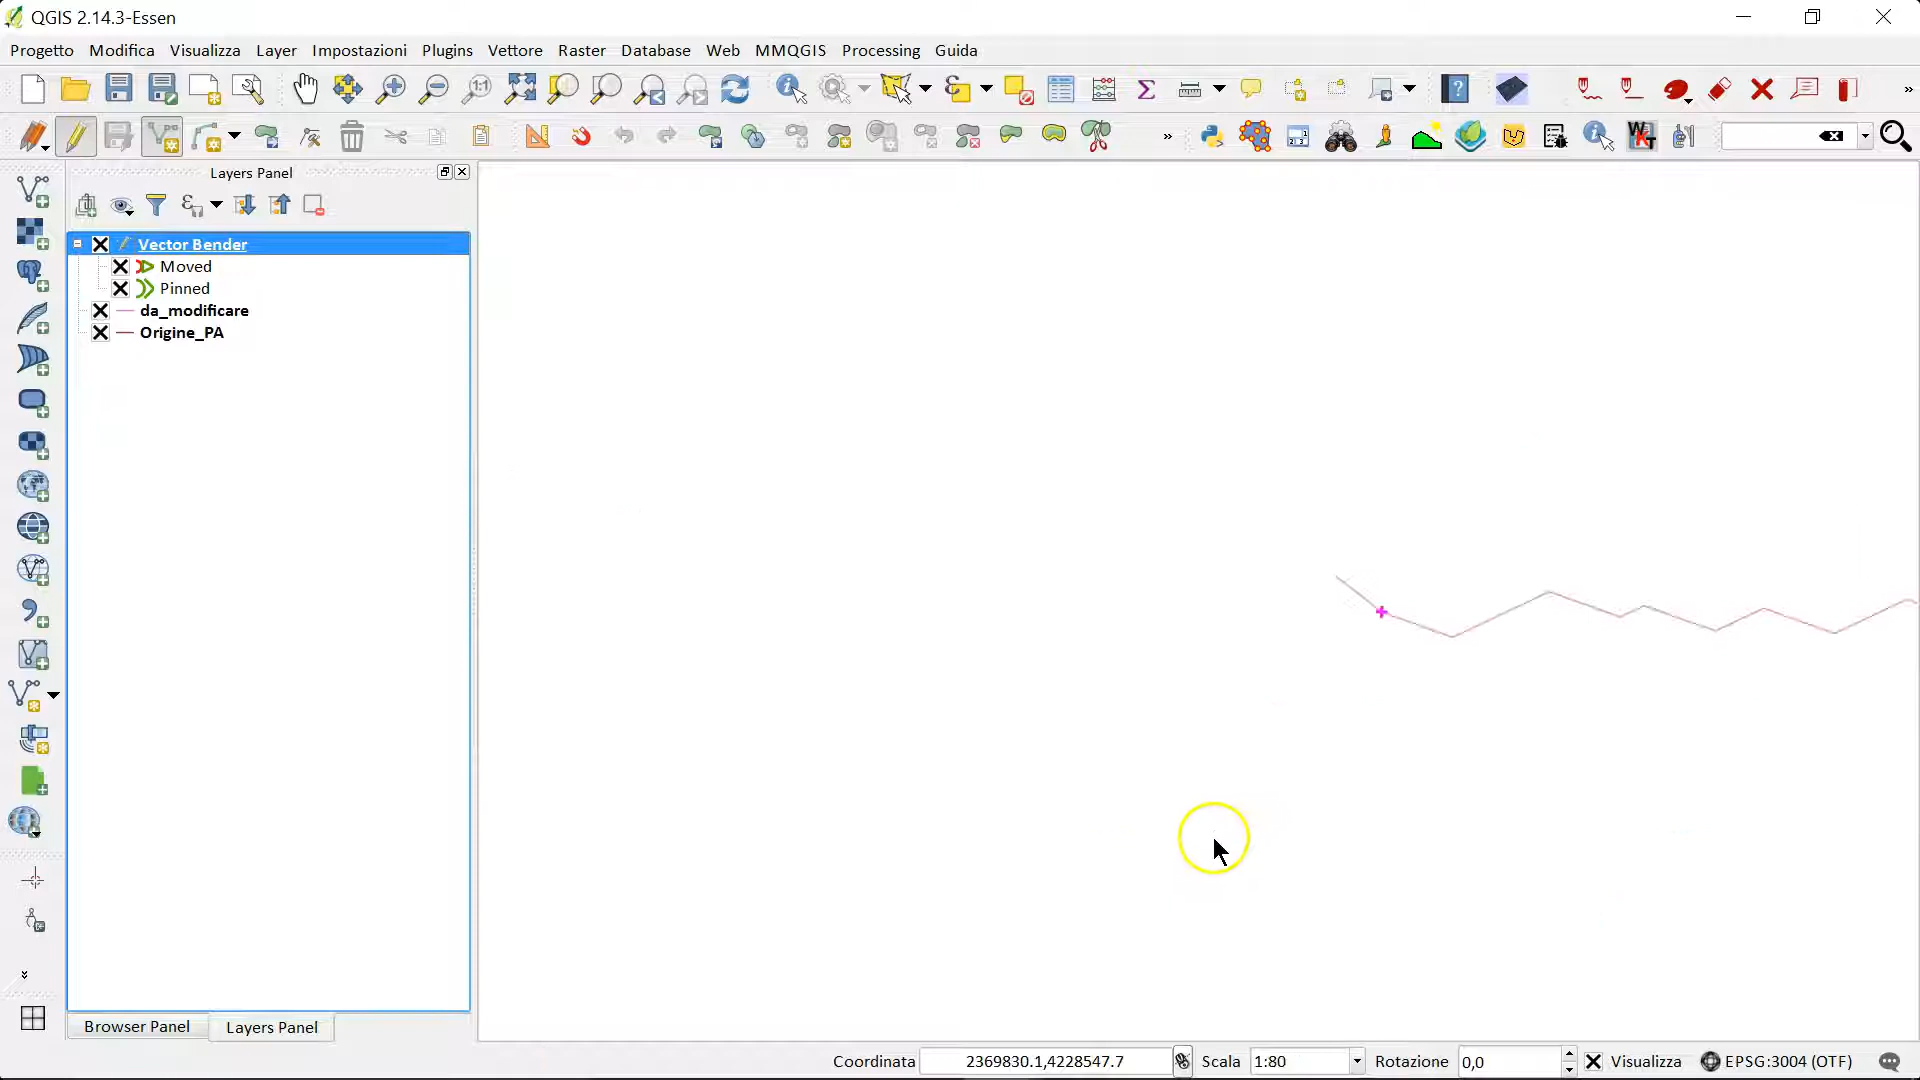 QGIS 2.14.3-Essen
Progetto Modifica Visualizza Layer Impostazioni Plugins Vettore Raster Database Web MMQGIS Processing Guida
Layers Panel
Vector Bender
Moved
Pinned
da_modificare
Origine_PA
Browser Panel Layers Panel
Coordinata 2369830.1,4228547.7 Scala 1:80 Rotazione 0,0 Visualizza EPSG:3004 (OTF)